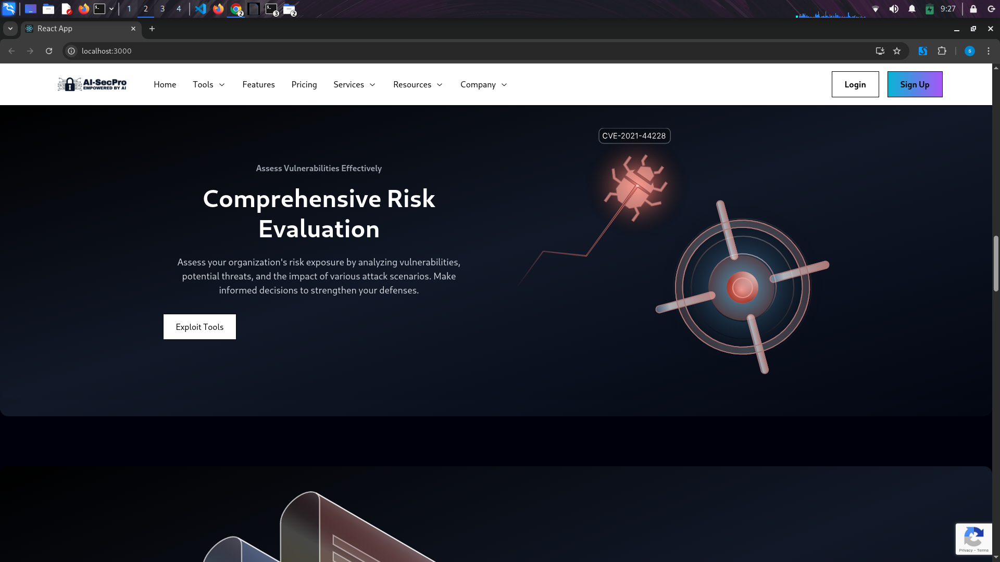 1 2 3 4
2
3
2
9:27
React App
localhost:3000
S
AI-SecPro
EMPOWERED BY AI
Home Tools Features Pricing Services Resources Company
Login Sign Up
CVE-2021-44228
Assess Vulnerabilities Effectively
Comprehensive Risk
Evaluation
Assess your organization's risk exposure by analyzing vulnerabilities,
potential threats, and the impact of various attack scenarios. Make
informed decisions to strengthen your defenses.
Exploit Tools
Privacy - Terms